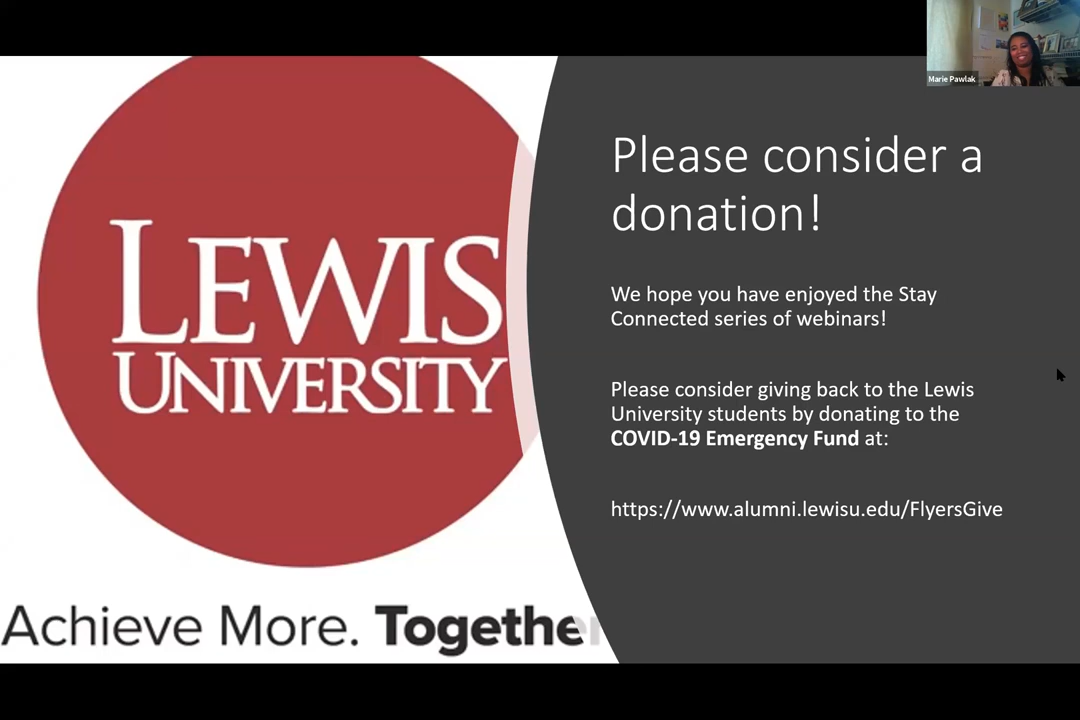 Marie Pawlak
LEWIS
UNIVERSITY
Achieve More. Togethe
Please consider a
donation!
We hope you have enjoyed the Stay
Connected series of webinars!
Please consider giving back to the Lewis
University students by donating to the
COVID-19 Emergency Fund at:
https://www.alumni.lewisu.edu/FlyersGive